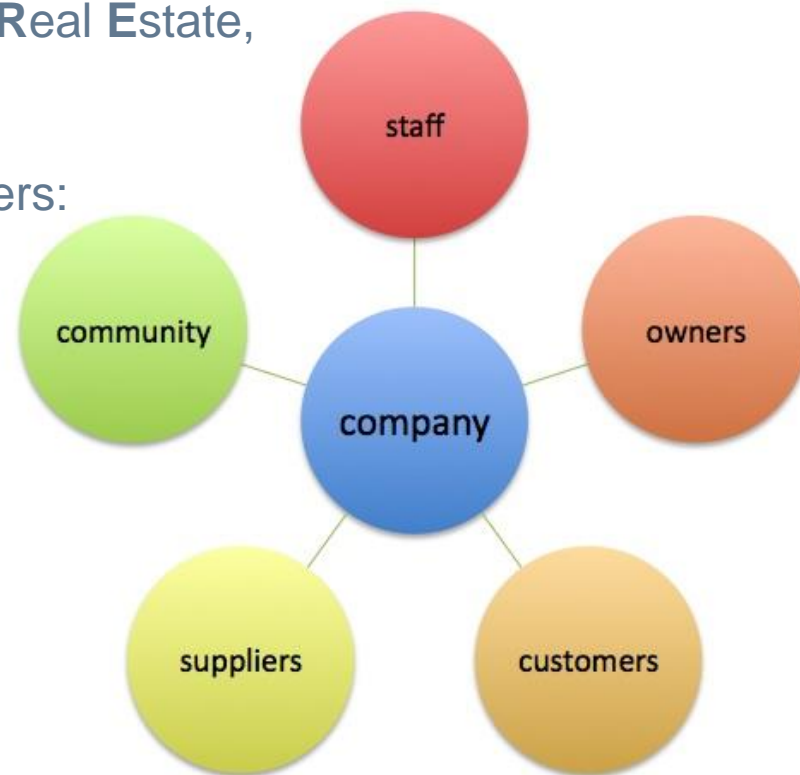 Real Estate,
ers:
staff
community
owners
company
suppliers
customers